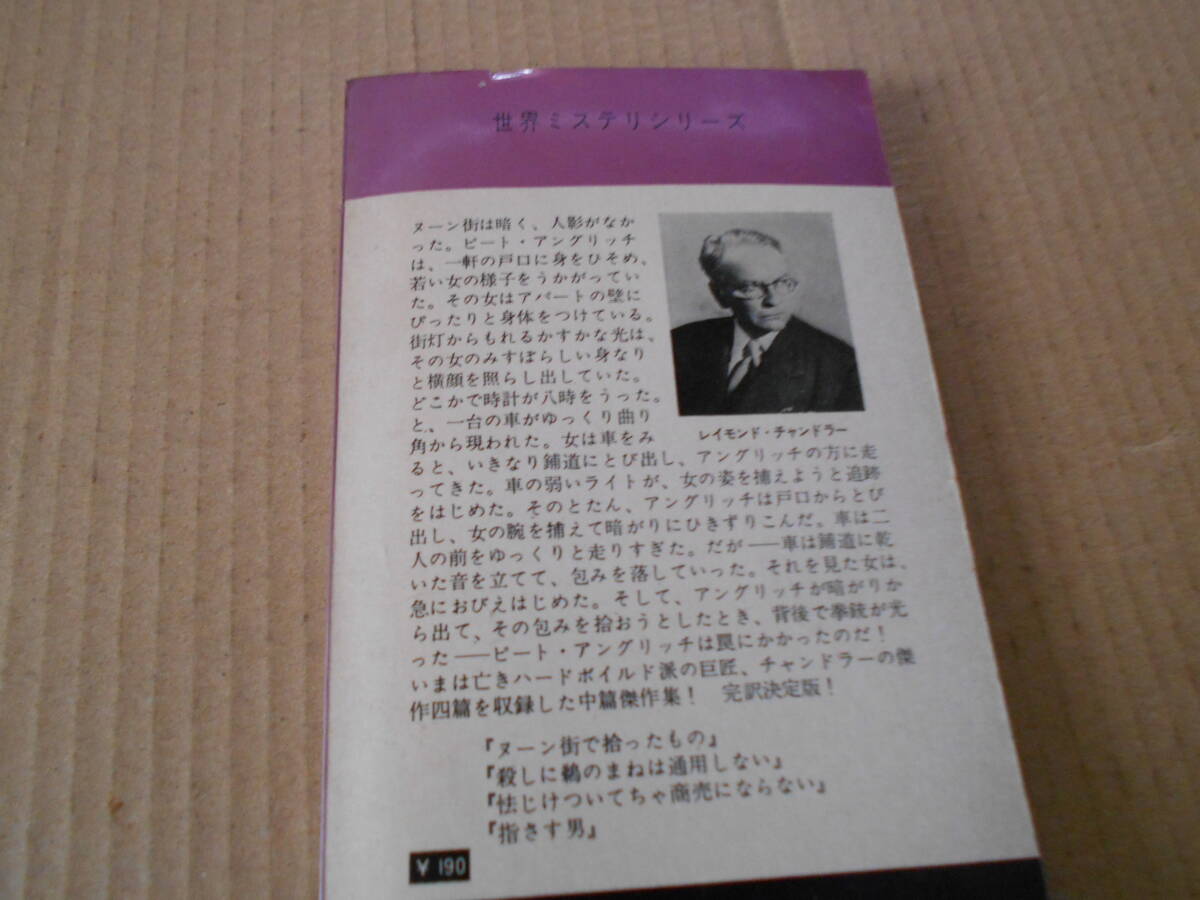 世界ミステリシリーズ
ヌーン街は暗く、人影がなか
った。ピート・アングリッチ
は、一軒の戸口に身をひそめ、
若い女の様子をうかがってい
た。その女はアパートの壁に
ぴったりと身体をつけている。
街灯からもれるかすかな光は、
その女のみすぼらしい身なり
と横顔を照らし出していた。
どこかで時計が八時をうった。
と、一台の車がゆっくり曲り
角から現われた。女は車をみ
ると、いきなり鋪道にとび出し、アングリッチの方に走
ってきた。車の弱いライトが、女の姿を捕えようと追跡
をはじめた。そのとたん、アングリッチは戸口からとび
出し、女の腕を捕えて暗がりにひきずりこんだ。車は二
人の前をゆっくりと走りすぎた。だが――車は鋪道に乾
いた音を立てて、包みを落していった。それを見た女は、
急におびえはじめた。そして、アングリッチが暗がりか
ら出て、その包みを拾おうとしたとき、背後で拳銃が光
った――ピート・アングリッチは罠にかかったのだ!
いまは亡きハードボイルド派の巨匠、チャンドラーの傑
作四篇を収録した中篇傑作集! 完訳決定版!
レイモンド・チャンドラー
『ヌーン街で拾ったもの』
『殺しに鵜のまねは通用しない』
『怯じけついてちゃ商売にならない』
『指さす男』
¥190